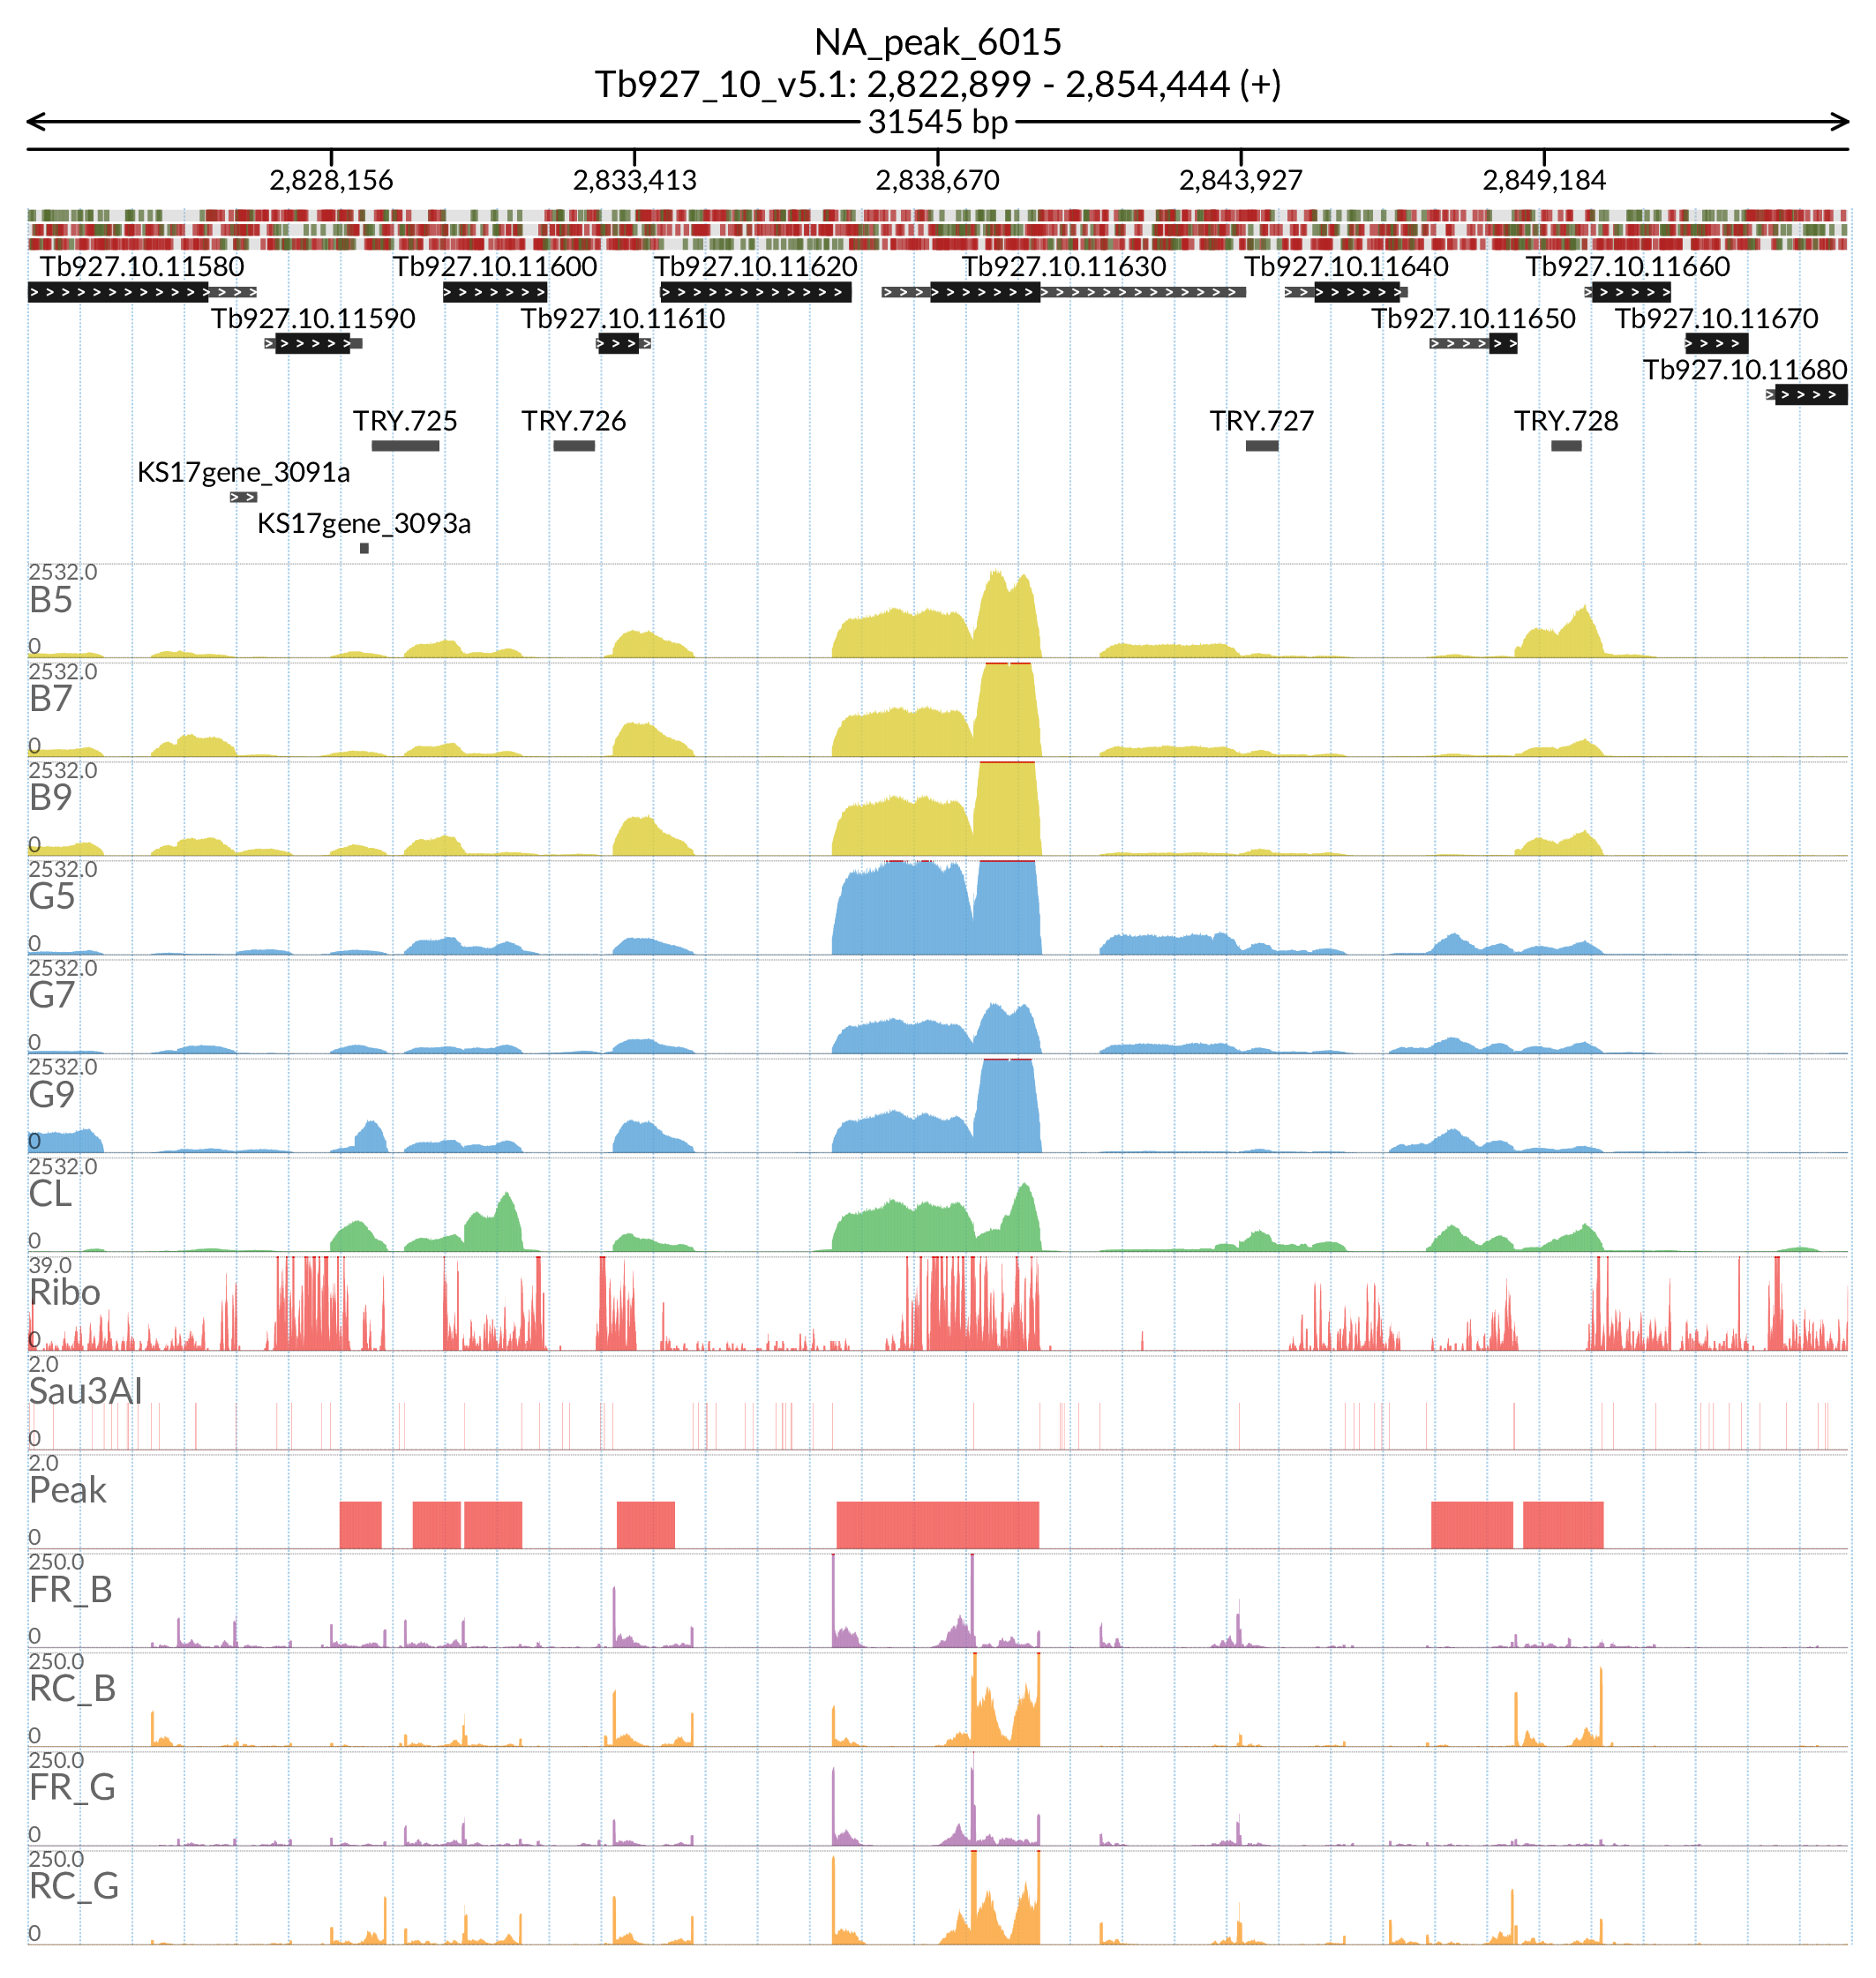 NA_peak_6015
Tb927_10_v5.1: 2,822,899 - 2,854,444 (+)
31545 bp
2,828,156 2,833,413 2,838,670 2,843,927 2,849,184
Tb927.10.11580 Tb927.10.11600 Tb927.10.11620 Tb927.10.11630 Tb927.10.11640 Tb927.10.11660
Tb927.10.11590 Tb927.10.11610 Tb927.10.11650 Tb927.10.11670
Tb927.10.11680
TRY.725 TRY.726 TRY.727 TRY.728
KS17gene_3091a
KS17gene_3093a
2532.0
B5
0
2532.0
B7
0
2532.0
B9
0
2532.0
G5
0
2532.0
G7
0
2532.0
G9
0
2532.0
CL
0
39.0
Ribo
0
2.0
Sau3AI
0
2.0
Peak
0
250.0
FR_B
0
250.0
RC_B
0
250.0
FR_G
0
250.0
RC_G
0